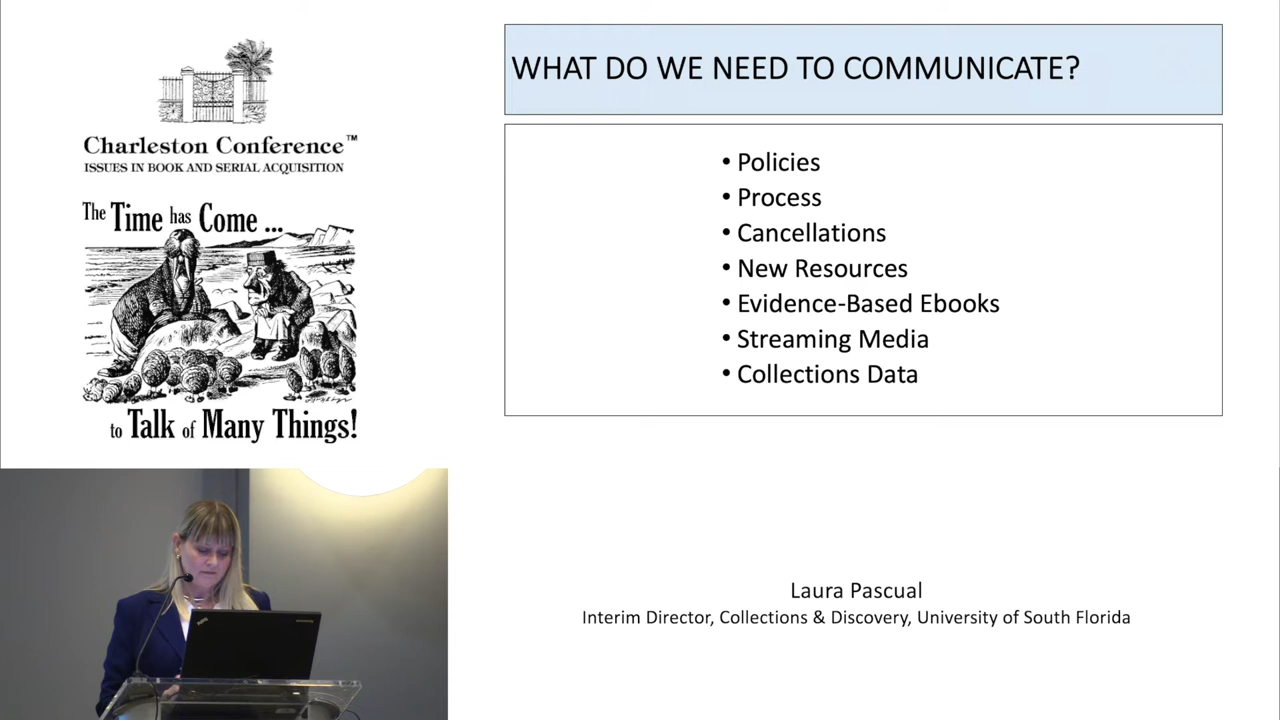 Charleston Conference™
ISSUES IN BOOK AND SERIAL ACQUISITION
The Time has Come ...
to Talk of Many Things!
WHAT DO WE NEED TO COMMUNICATE?
• Policies
• Process
• Cancellations
• New Resources
• Evidence-Based Ebooks
• Streaming Media
• Collections Data
Laura Pascual
Interim Director, Collections & Discovery, University of South Florida